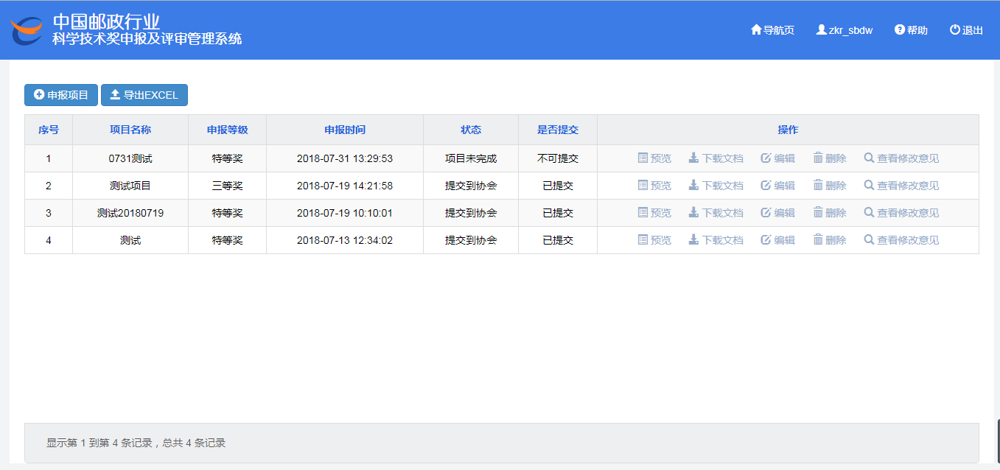 中国邮政行业
科学技术奖申报及评审管理系统
导航页 zkr_sbdw 帮助 退出
申报项目 导出EXCEL
序号 项目名称 申报等级 申报时间 状态 是否提交 操作
1 0731测试 特等奖 2018-07-31 13:29:53 项目未完成 不可提交 预览 下载文档 编辑 删除 查看修改意见
2 测试项目 三等奖 2018-07-19 14:21:58 提交到协会 已提交 预览 下载文档 编辑 删除 查看修改意见
3 测试20180719 特等奖 2018-07-19 10:10:01 提交到协会 已提交 预览 下载文档 编辑 删除 查看修改意见
4 测试 特等奖 2018-07-13 12:34:02 提交到协会 已提交 预览 下载文档 编辑 删除 查看修改意见
显示第 1 到第 4 条记录，总共 4 条记录